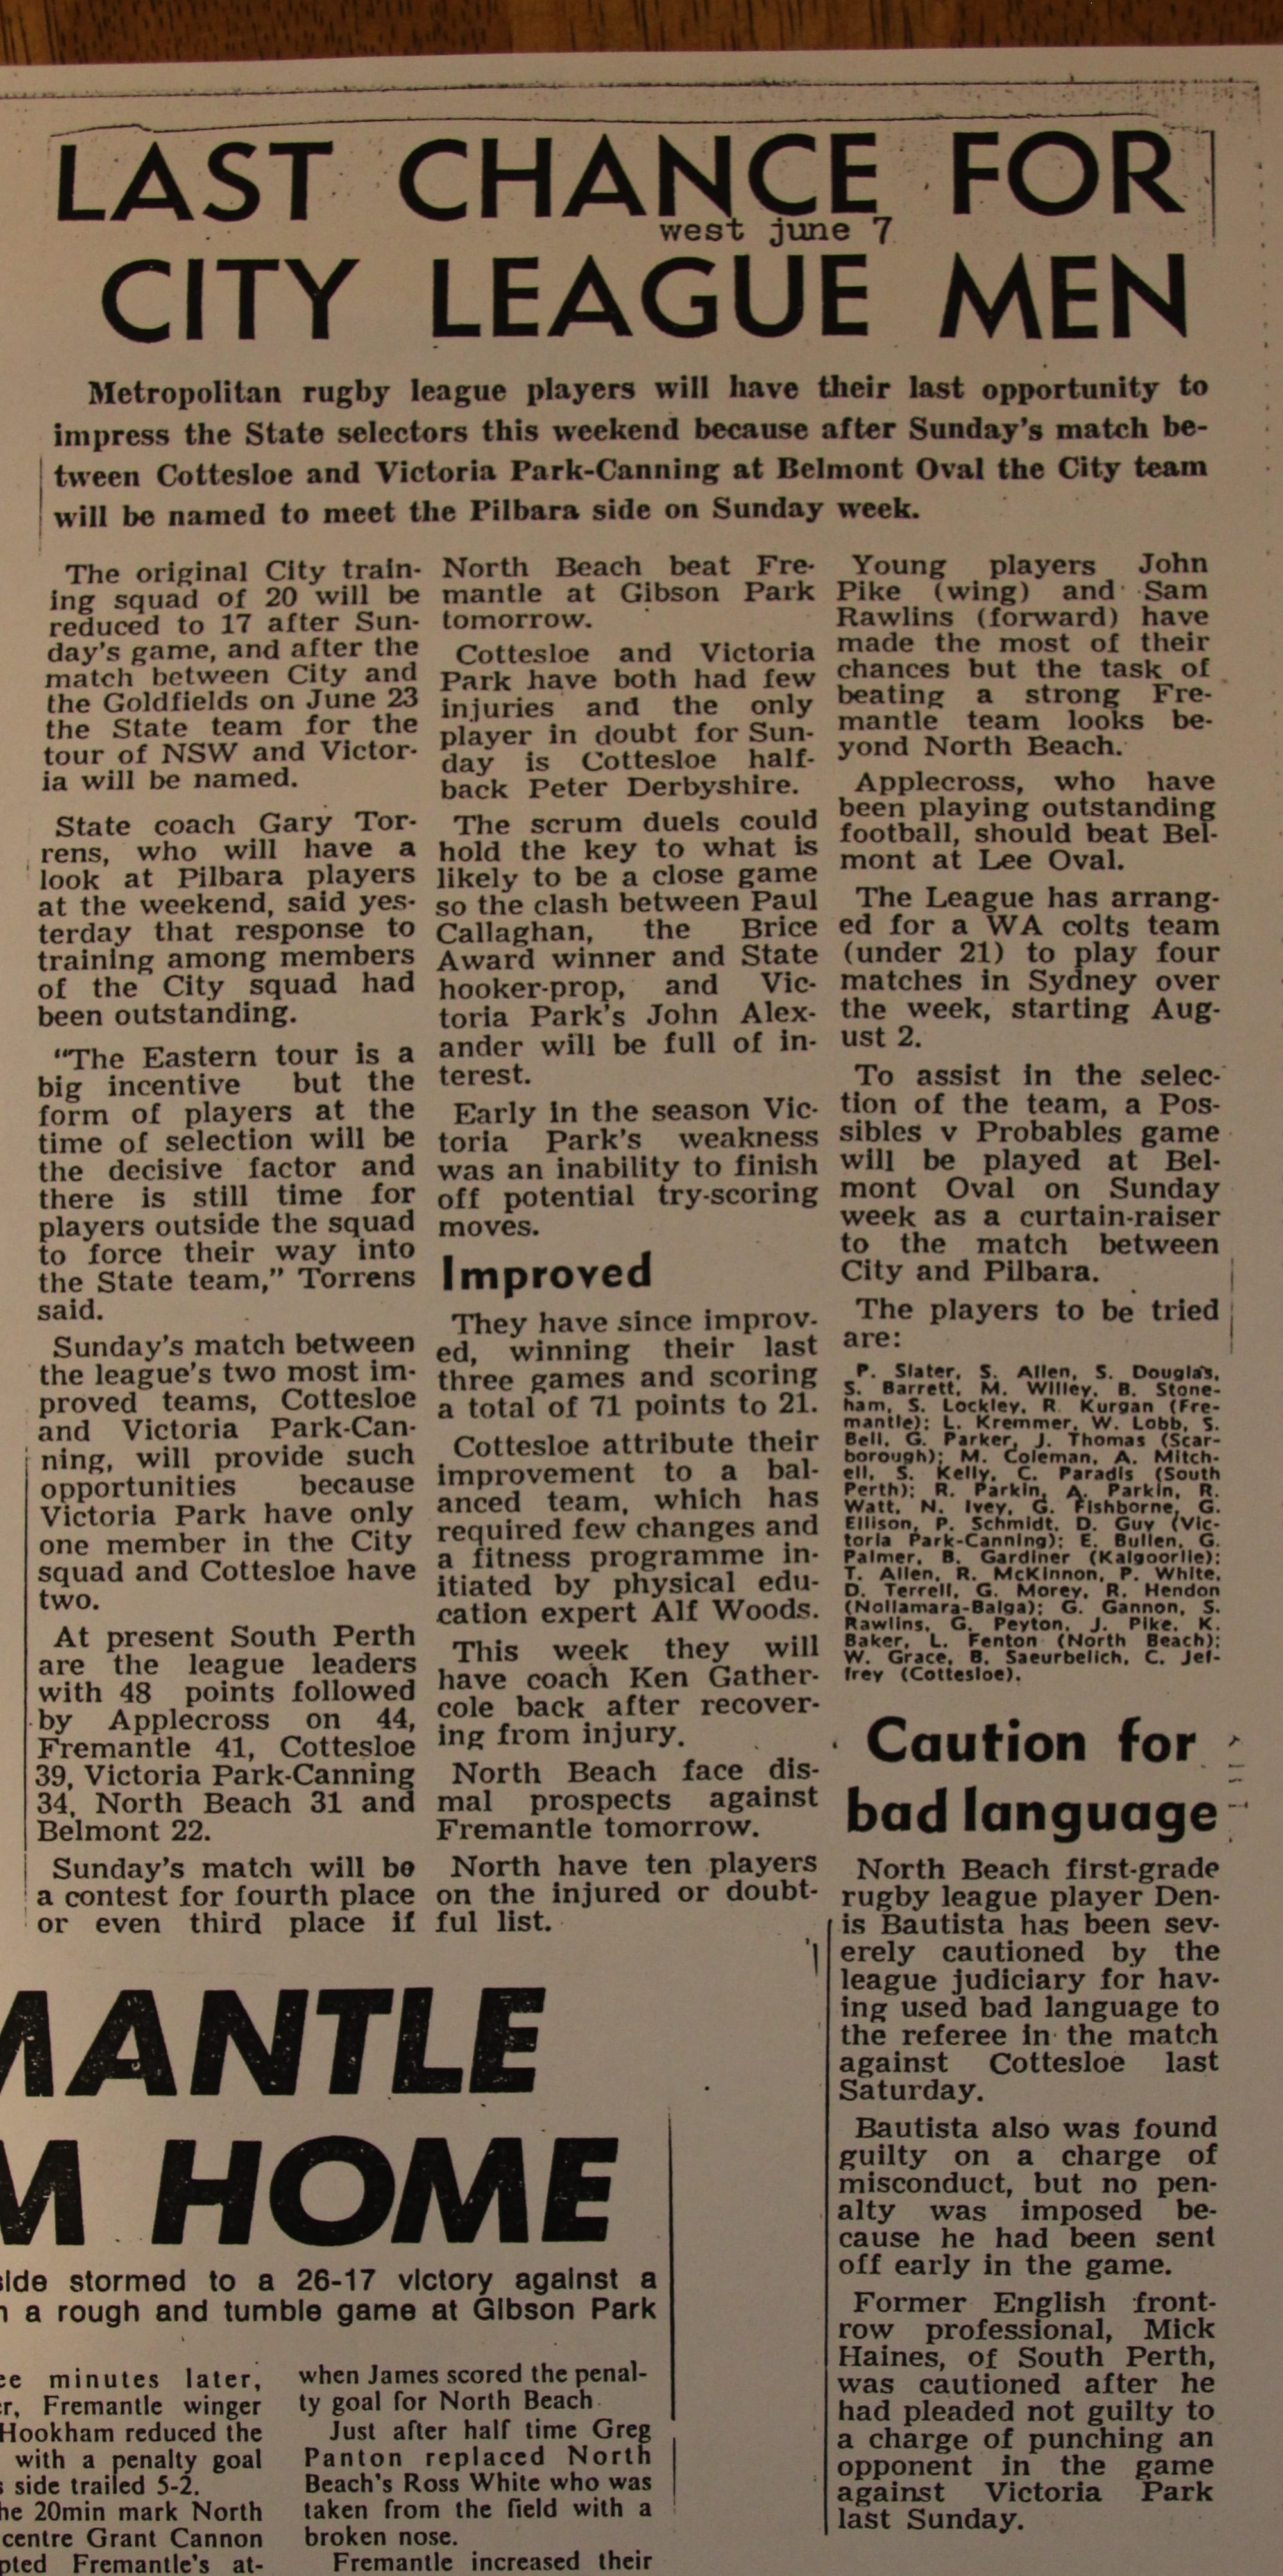 LAST CHANCE FOR
west june 7
CITY LEAGUE MEN
Metropolitan rugby league players will have their last opportunity to
impress the State selectors this weekend because after Sunday's match be-
tween Cottesloe and Victoria Park-Canning at Belmont Oval the City team
will be named to meet the Pilbara side on Sunday week.
The original City train-
ing squad of 20 will be
reduced to 17 after Sun-
day's game, and after the
match between City and
the Goldfields on June 23
the State team for the
tour of NSW and Victor-
ia will be named.
State coach Gary Tor-
rens, who will have a
look at Pilbara players
at the weekend, said yes-
terday that response to
training among members
of the City squad had
been outstanding.
"The Eastern tour is a
big incentive but the
form of players at the
time of selection will be
the decisive factor and
there is still time for
players outside the squad
to force their way into
the State team," Torrens
said.
Sunday's match between
the league's two most im-
proved teams, Cottesloe
and Victoria Park-Can-
ning, will provide such
opportunities because
Victoria Park have only
one member in the City
squad and Cottesloe have
two.
At present South Perth
are the league leaders
with 48 points followed
by Applecross on 44,
Fremantle 41, Cottesloe
39, Victoria Park-Canning
34, North Beach 31 and
Belmont 22.
Sunday's match will be
a contest for fourth place
or even third place if
North Beach beat Fre-
mantle at Gibson Park
tomorrow.
Cottesloe and Victoria
Park have both had few
injuries and the only
player in doubt for Sun-
day is Cottesloe half-
back Peter Derbyshire.
The scrum duels could
hold the key to what is
likely to be a close game
so the clash between Paul
Callaghan, the Brice
Award winner and State
hooker-prop, and Vic-
toria Park's John Alex-
ander will be full of in-
terest.
Early in the season Vic-
toria Park's weakness
was an inability to finish
off potential try-scoring
moves.
Improved
They have since improv-
ed, winning their last
three games and scoring
a total of 71 points to 21.
Cottesloe attribute their
improvement to a bal-
anced team, which has
required few changes and
a fitness programme in-
itiated by physical edu-
cation expert Alf Woods.
This week they will
have coach Ken Gather-
cole back after recover-
ing from injury.
North Beach face dis-
mal prospects against
Fremantle tomorrow.
North have ten players
on the injured or doubt-
ful list.
Young players John
Pike (wing) and Sam
Rawlins (forward) have
made the most of their
chances but the task of
beating a strong Fre-
mantle team looks be-
yond North Beach.
Applecross, who have
been playing outstanding
football, should beat Bel-
mont at Lee Oval.
The League has arrang-
ed for a WA colts team
(under 21) to play four
matches in Sydney over
the week, starting Aug-
ust 2.
To assist in the selec-
tion of the team, a Pos-
sibles v Probables game
will be played at Bel-
mont Oval on Sunday
week as a curtain-raiser
to the match between
City and Pilbara.
The players to be tried
are:
P. Slater, S. Allen, S. Douglas,
S. Barrett, M. Willey, B. Stone-
ham, S. Lockley, R. Kurgan (Fre-
mantle); L. Kremmer, W. Lobb, S.
Bell, G. Parker, J. Thomas (Scar-
borough); M. Coleman, A. Mitch-
ell, S. Kelly, C. Paradis (South
Perth); R. Parkin, A. Parkin, R.
Watt, N. Ivey, G. Fishborne, G.
Ellison, P. Schmidt, D. Guy (Vic-
toria Park-Canning); E. Bullen, G.
Palmer, B. Gardiner (Kalgoorlie);
T. Allen, R. McKinnon, P. White,
D. Terrell, G. Morey, R. Hendon
(Nollamara-Balga); G. Gannon, S.
Rawlins, G. Peyton, J. Pike, K.
Baker, L. Fenton (North Beach);
W. Grace, B. Saeurbelich, C. Jef-
frey (Cottesloe).
Caution for
bad language
North Beach first-grade
rugby league player Den-
is Bautista has been sev-
erely cautioned by the
league judiciary for hav-
ing used bad language to
the referee in the match
against Cottesloe last
Saturday.
Bautista also was found
guilty on a charge of
misconduct, but no pen-
alty was imposed be-
cause he had been sent
off early in the game.
Former English front-
row professional, Mick
Haines, of South Perth,
was cautioned after he
had pleaded not guilty to
a charge of punching an
opponent in the game
against Victoria Park
last Sunday.
MANTLE
M HOME
side stormed to a 26-17 victory against a
n a rough and tumble game at Gibson Park
ee minutes later,
er, Fremantle winger
Hookham reduced the
with a penalty goal
s side trailed 5-2.
he 20min mark North
centre Grant Cannon
pted Fremantle's at-
when James scored the penal-
ty goal for North Beach.
Just after half time Greg
Panton replaced North
Beach's Ross White who was
taken from the field with a
broken nose.
Fremantle increased their